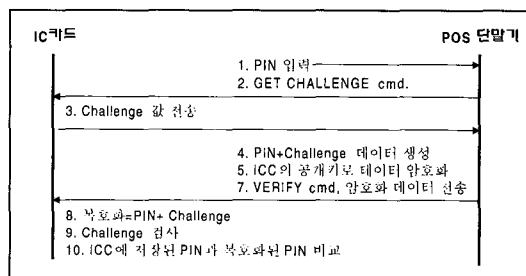 IC카드
POS 단말기
1. PIN 입력
2. GET CHALLENGE cmd.
3. Challenge 값 전송
4. PIN+Challenge 데이터 생성
5. ICC의 공개키로 데이터 암호화
7. VERIFY cmd, 암호화 데이터 전송
8. 복호화=PIN+ Challenge
9. Challenge 검사
10. ICC에 저장된 PIN과 복호화된 PIN 비교